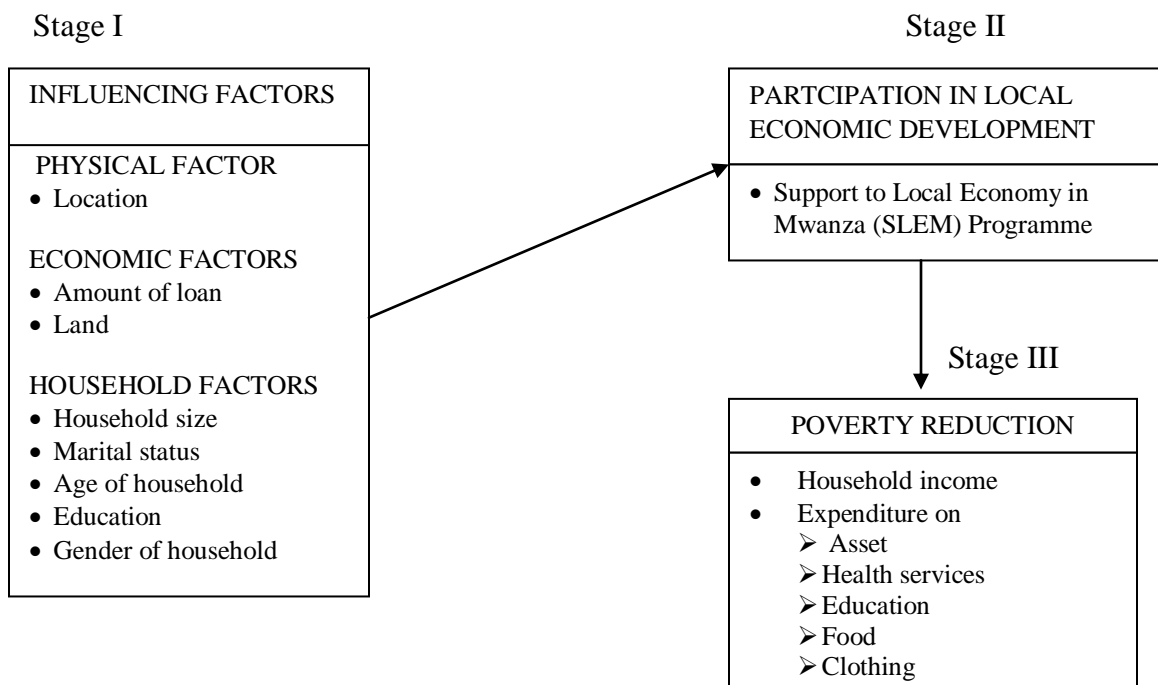 Stage I
INFLUENCING FACTORS
PHYSICAL FACTOR
• Location
ECONOMIC FACTORS
• Amount of loan
• Land
HOUSEHOLD FACTORS
• Household size
• Marital status
• Age of household
• Education
• Gender of household
Stage II
PARTCIPATION IN LOCAL
ECONOMIC DEVELOPMENT
• Support to Local Economy in
Mwanza (SLEM) Programme
Stage III
POVERTY REDUCTION
• Household income
• Expenditure on
➢ Asset
➢ Health services
➢ Education
➢ Food
➢ Clothing